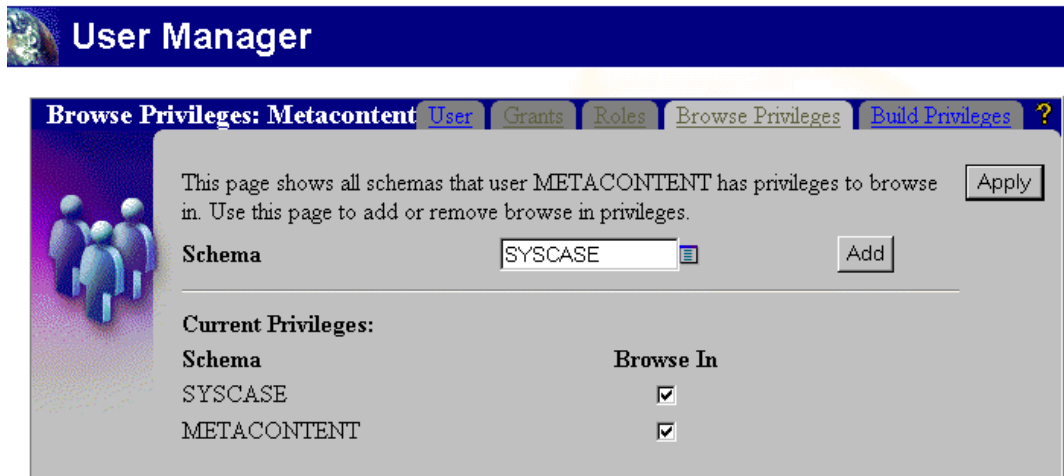 User Manager
Browse Privileges: Metacontent User Grants Roles Browse Privileges Build Privileges ?
This page shows all schemas that user METACONTENT has privileges to browse Apply
in. Use this page to add or remove browse in privileges.
Schema SYSCASE Add
Current Privileges:
Schema Browse In
SYSCASE
METACONTENT